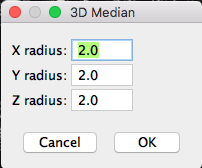 3D Median
X radius: 2.0
Y radius: 2.0
Z radius: 2.0
Cancel OK